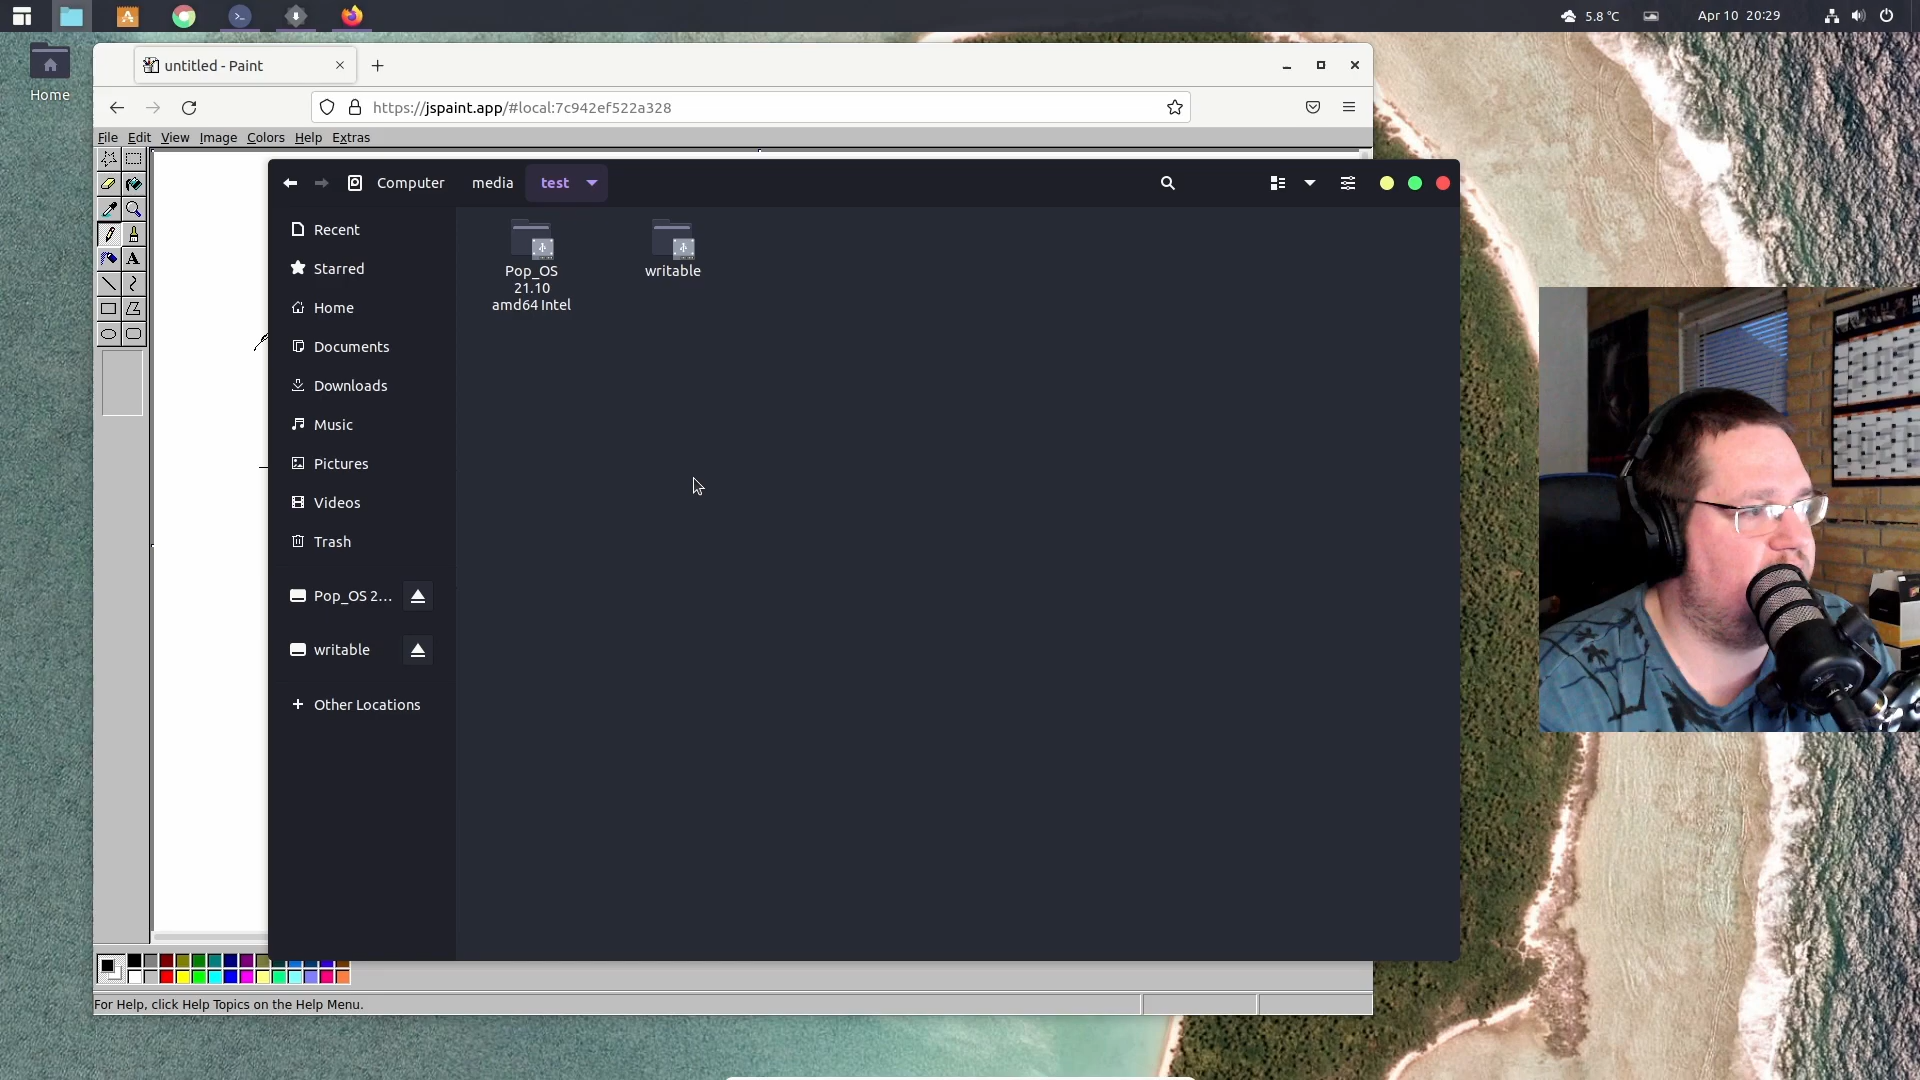 5.8 °C
Apr 10 20:29
Home
untitled - Paint
https://jspaint.app/#local:7c942ef522a328
File Edit View Image Colors Help Extras
Computer media test
Recent
Starred
Home
Documents
Downloads
Music
Pictures
Videos
Trash
Pop_OS 2...
writable
Other Locations
Pop_OS
21.10
amd64 Intel
writable
For Help, click Help Topics on the Help Menu.